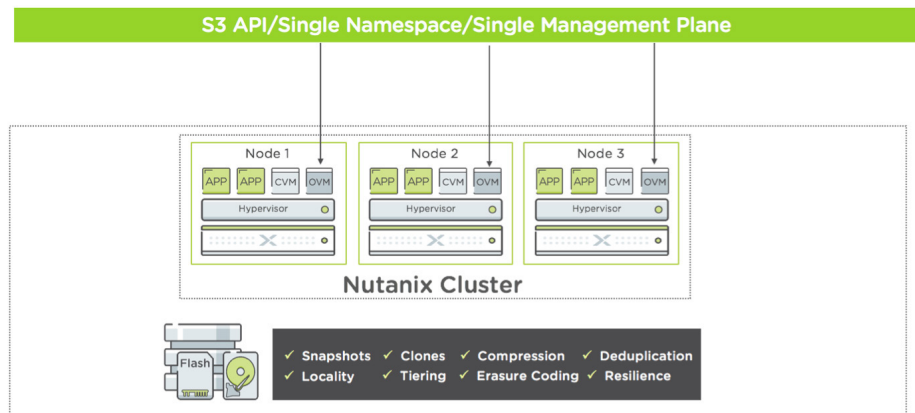 S3 API/Single Namespace/Single Management Plane
Node 1 Node 2 Node 3
APP APP CVM OVM APP APP CVM OVM APP APP CVM OVM
Hypervisor Hypervisor Hypervisor
Nutanix Cluster
Flash
✓ Snapshots ✓ Clones ✓ Compression ✓ Deduplication
✓ Locality ✓ Tiering ✓ Erasure Coding ✓ Resilience